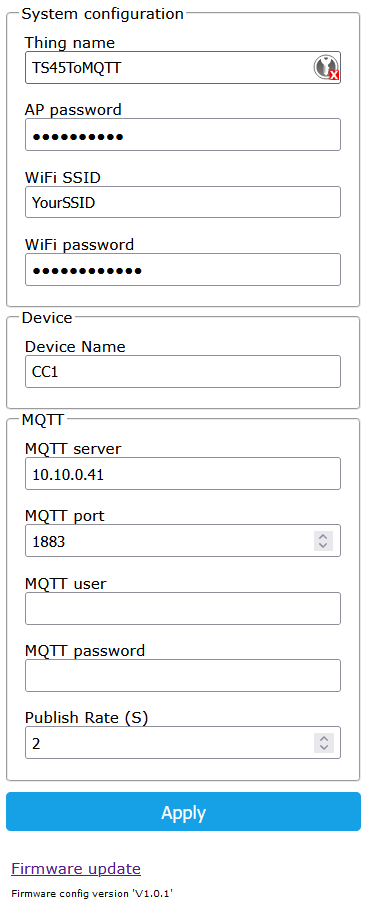 System configuration
Thing name
TS45ToMQTT
AP password
●●●●●●●●●●
WiFi SSID
YourSSID
WiFi password
●●●●●●●●●●●●
Device
Device Name
CC1
MQTT
MQTT server
10.10.0.41
MQTT port
1883
MQTT user
MQTT password
Publish Rate (S)
2
Apply
Firmware update
Firmware config version 'V1.0.1'